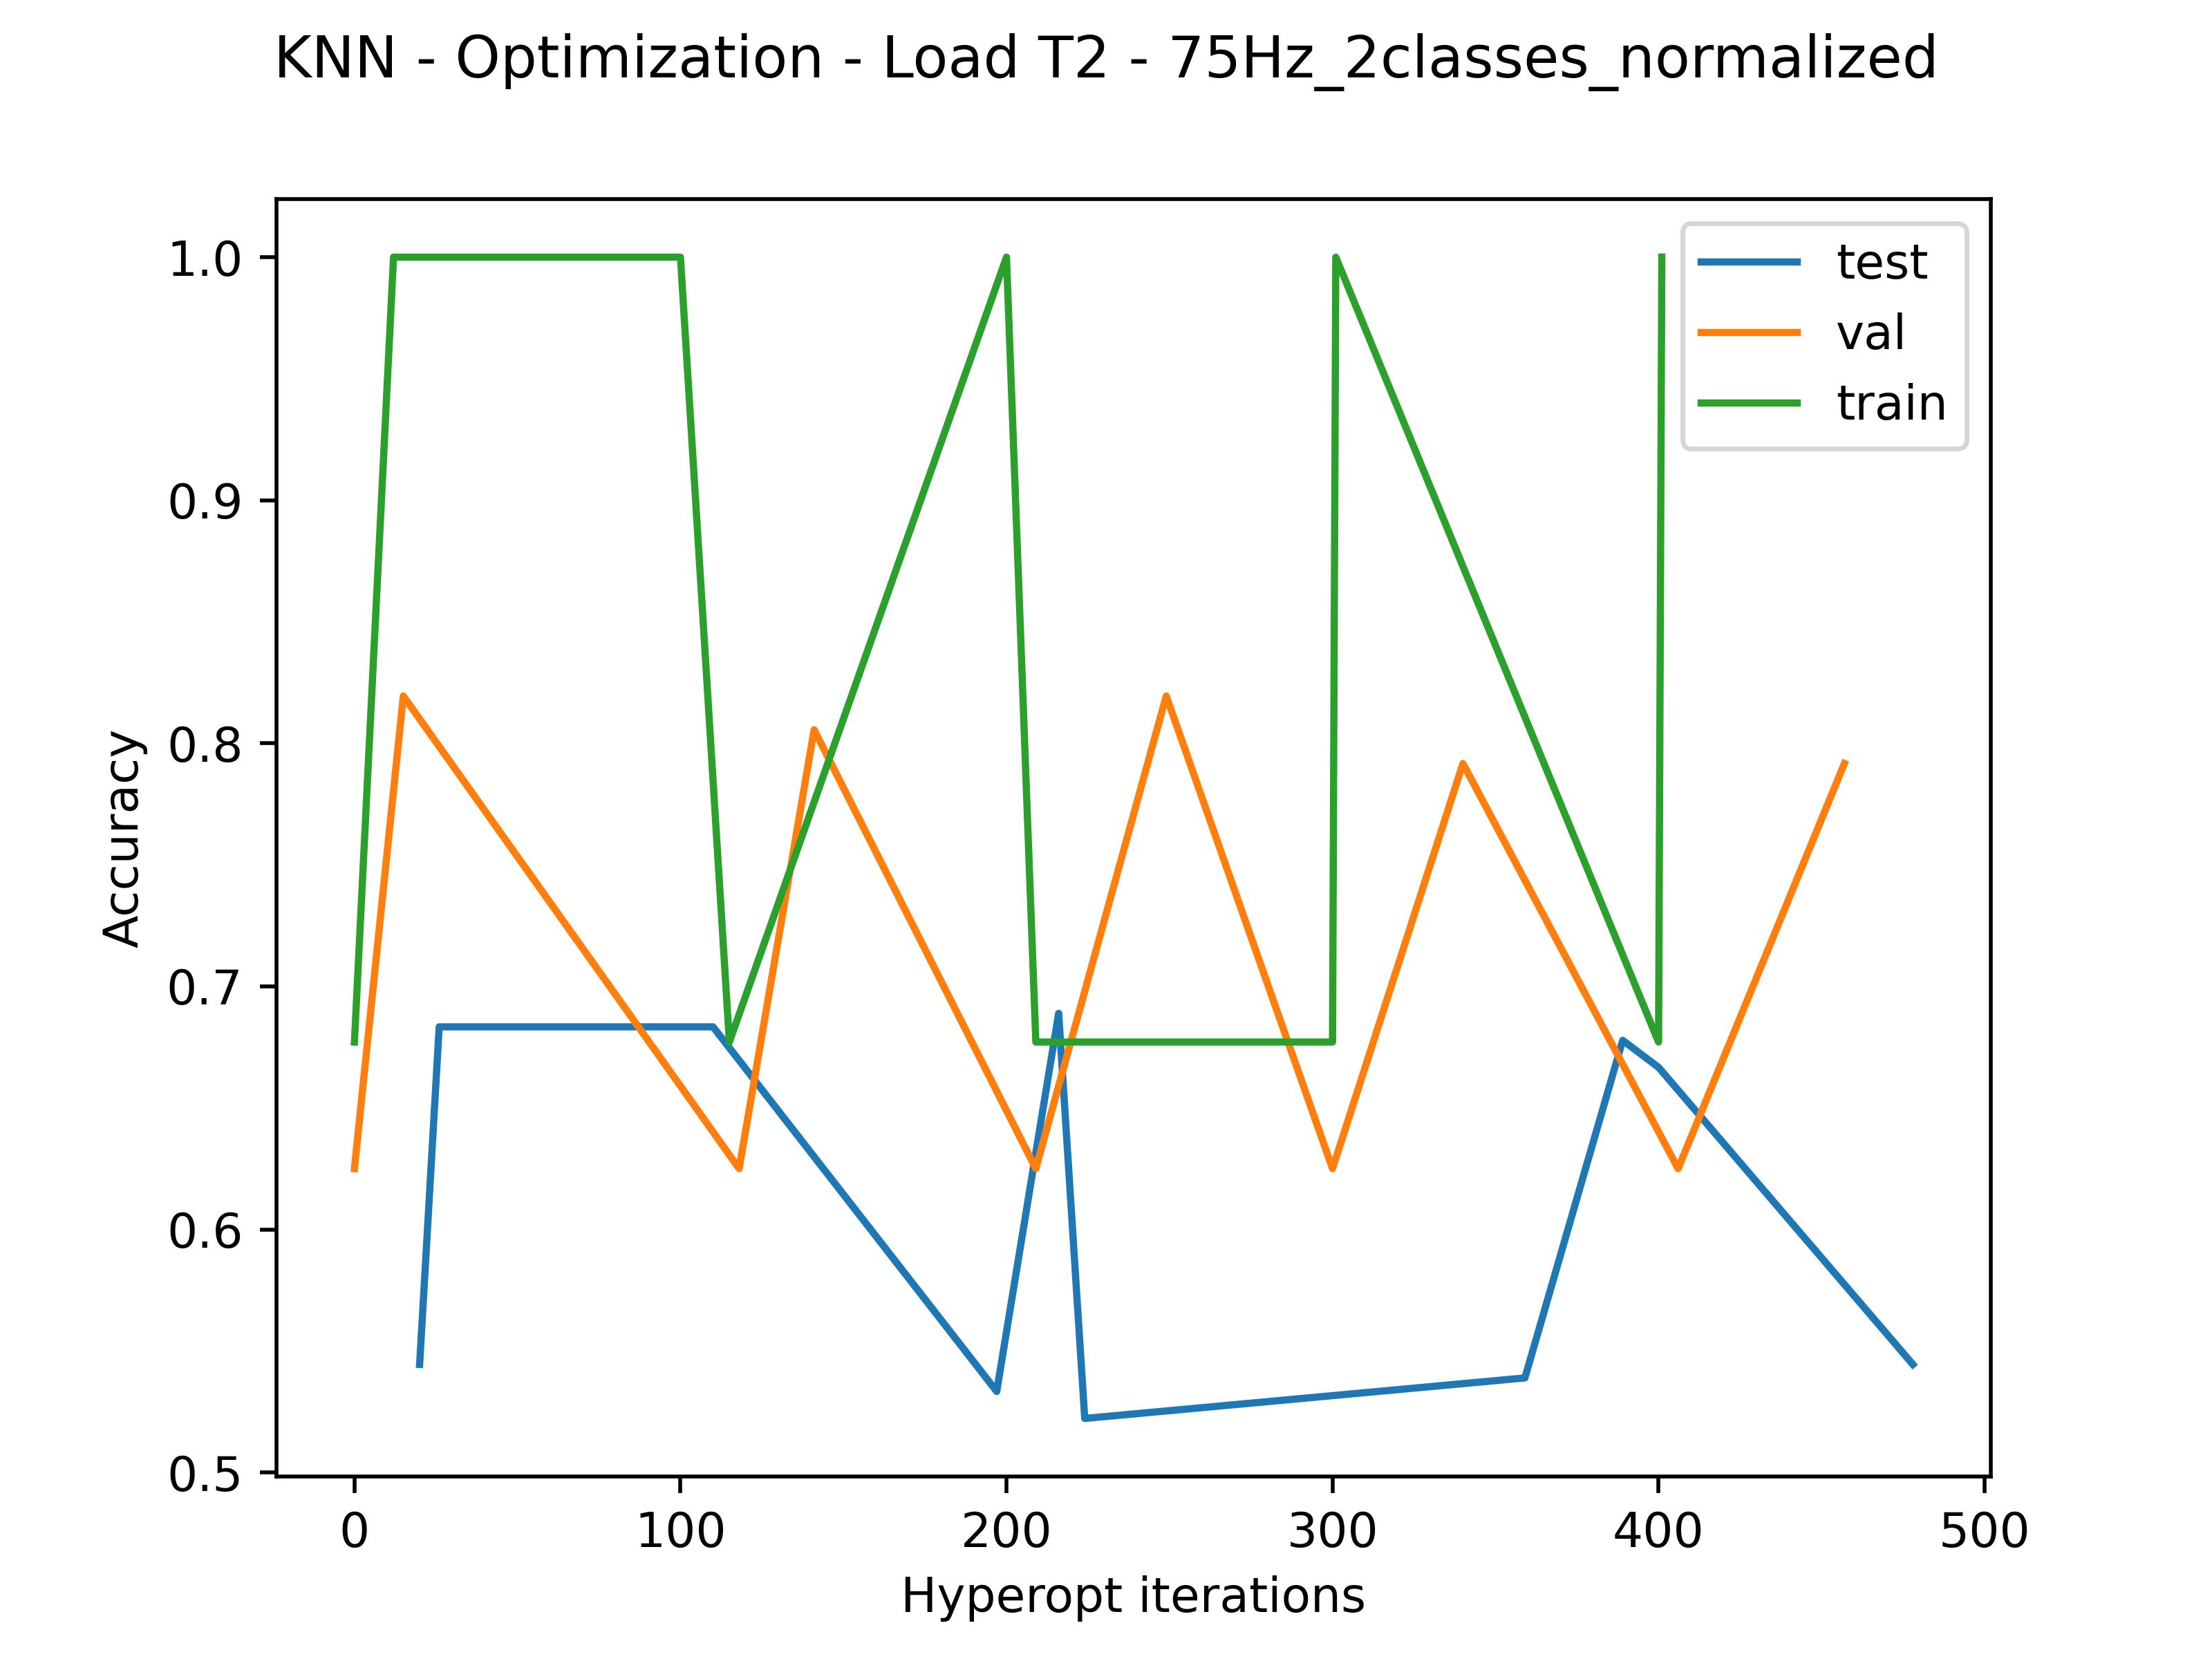 KNN - Optimization - Load T2 - 75Hz_2classes_normalized
1.0
0.9
0.8
0.7
0.6
0.5
Accuracy
test
val
train
0 100 200 300 400 500
Hyperopt iterations